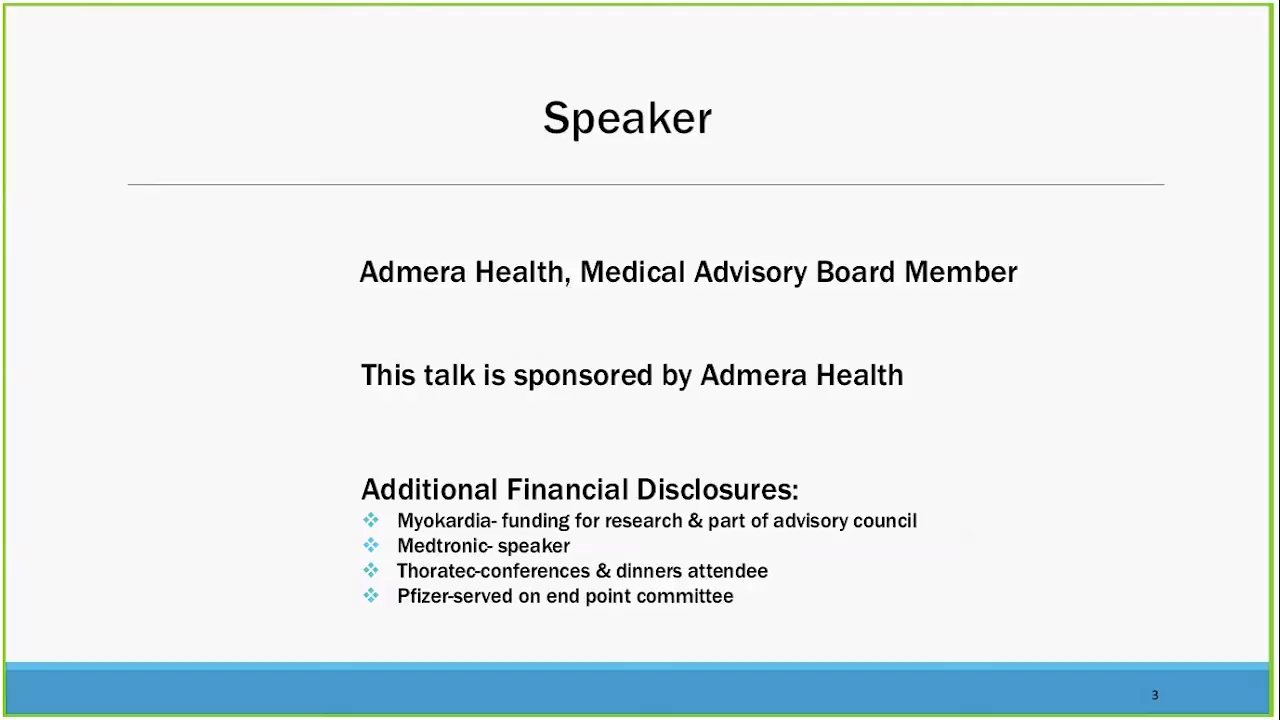 Speaker
Admera Health, Medical Advisory Board Member
This talk is sponsored by Admera Health
Additional Financial Disclosures:
Myokardia- funding for research & part of advisory council
Medtronic- speaker
Thoratec-conferences & dinners attendee
Pfizer-served on end point committee
3